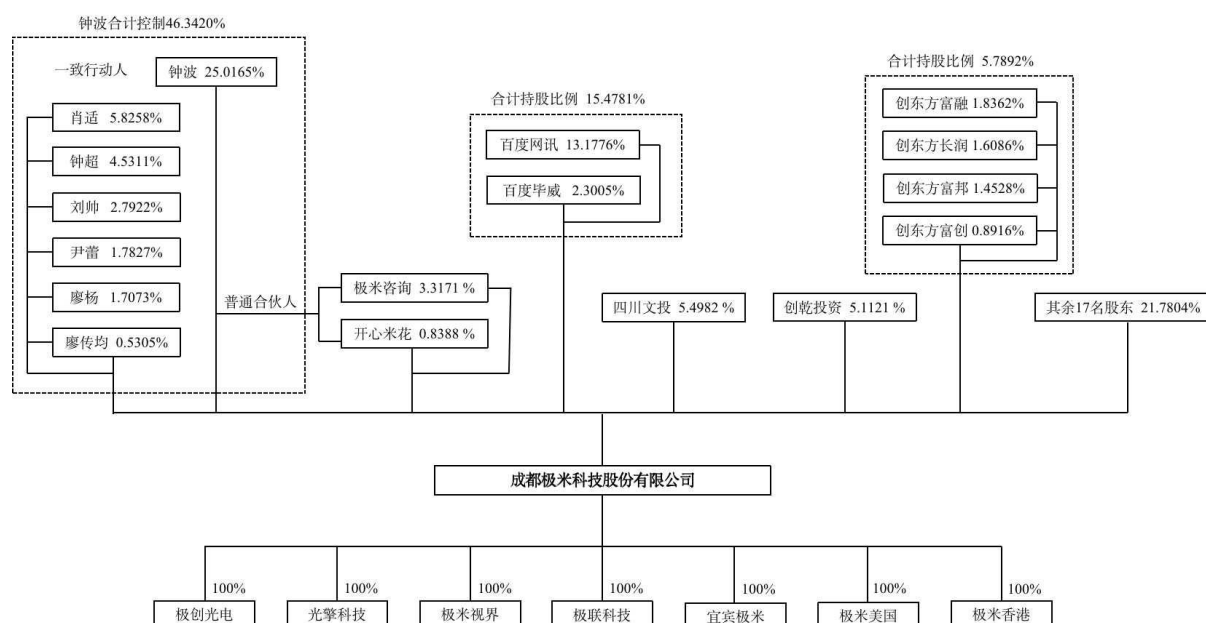 钟波合计控制46.3420%
一致行动人
钟波 25.0165%
肖适 5.8258%
钟超 4.5311%
刘帅 2.7922%
尹蕾 1.7827%
廖杨 1.7073%
廖传均 0.5305%
普通合伙人
极米咨询 3.3171 %
开心米花 0.8388 %
合计持股比例 15.4781%
百度网讯 13.1776%
百度毕威 2.3005%
四川文投 5.4982 %
创乾投资 5.1121 %
合计持股比例 5.7892%
创东方富融 1.8362%
创东方长润 1.6086%
创东方富邦 1.4528%
创东方富创 0.8916%
其余17名股东 21.7804%
成都极米科技股份有限公司
100% 100% 100% 100% 100% 100% 100%
极创光电 光擎科技 极米视界 极联科技 宜宾极米 极米美国 极米香港